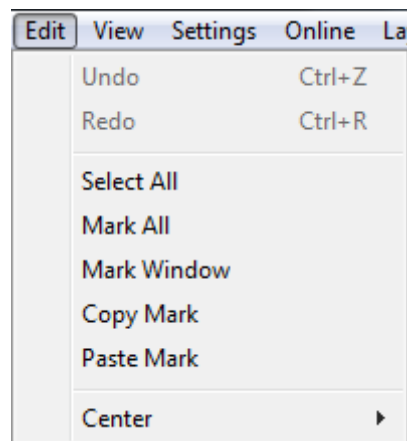 Edit View Settings Online La
Undo Ctrl+Z
Redo Ctrl+R
Select All
Mark All
Mark Window
Copy Mark
Paste Mark
Center